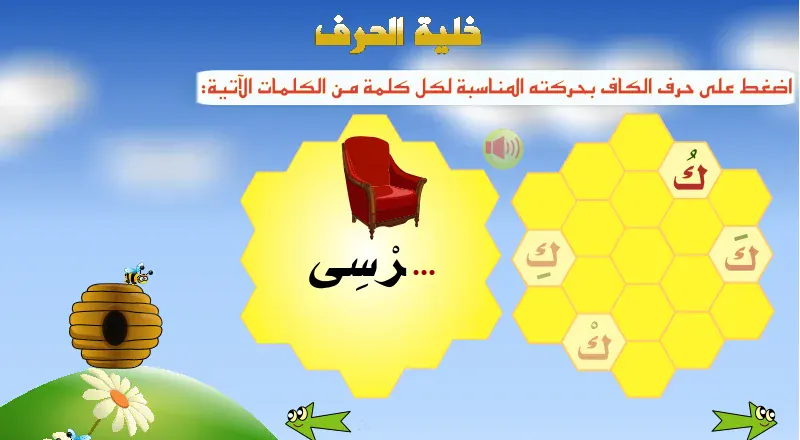 خلية الحرف
اضغط على حرف الكاف بحركته المناسبة لكل كلمة من الكلمات الآتية:
...رْسِى
كُ
كِ
كَ
كْ